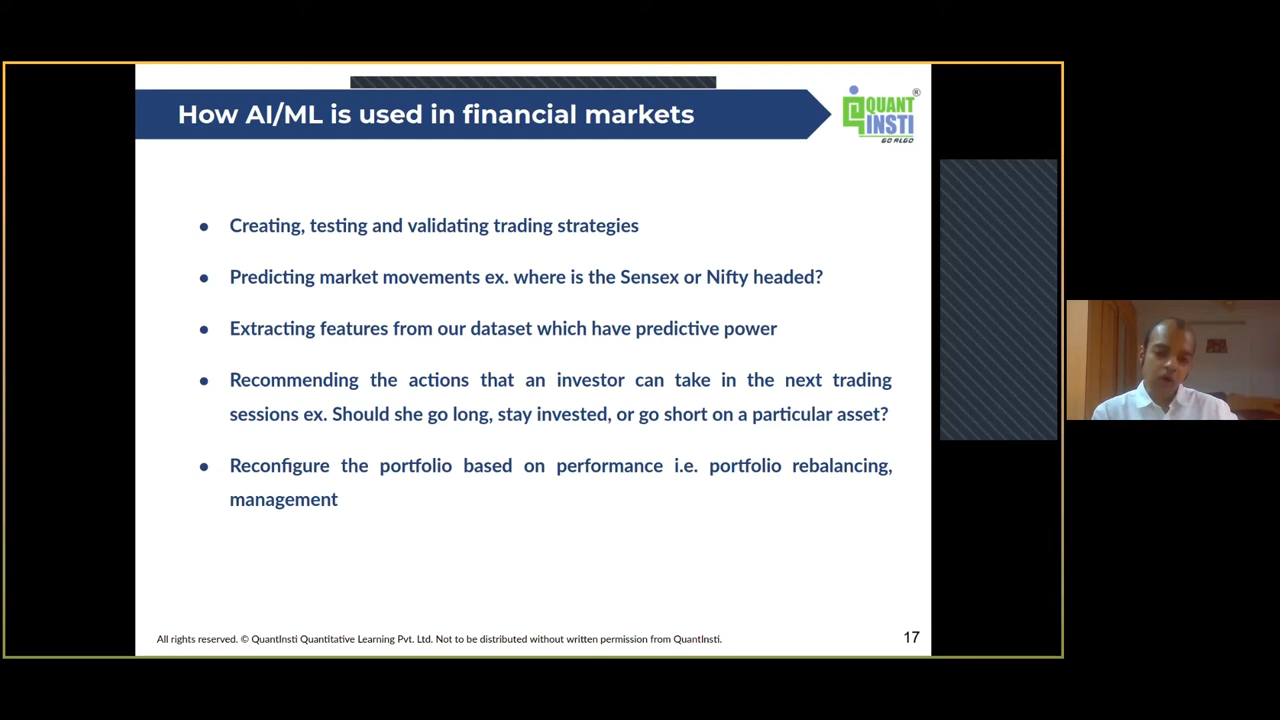 How AI/ML is used in financial markets
QUANT
INSTI
®
GO ALGO
● Creating, testing and validating trading strategies
● Predicting market movements ex. where is the Sensex or Nifty headed?
● Extracting features from our dataset which have predictive power
● Recommending the actions that an investor can take in the next trading
sessions ex. Should she go long, stay invested, or go short on a particular asset?
● Reconfigure the portfolio based on performance i.e. portfolio rebalancing,
management
All rights reserved. © QuantInsti Quantitative Learning Pvt. Ltd. Not to be distributed without written permission from QuantInsti.
17